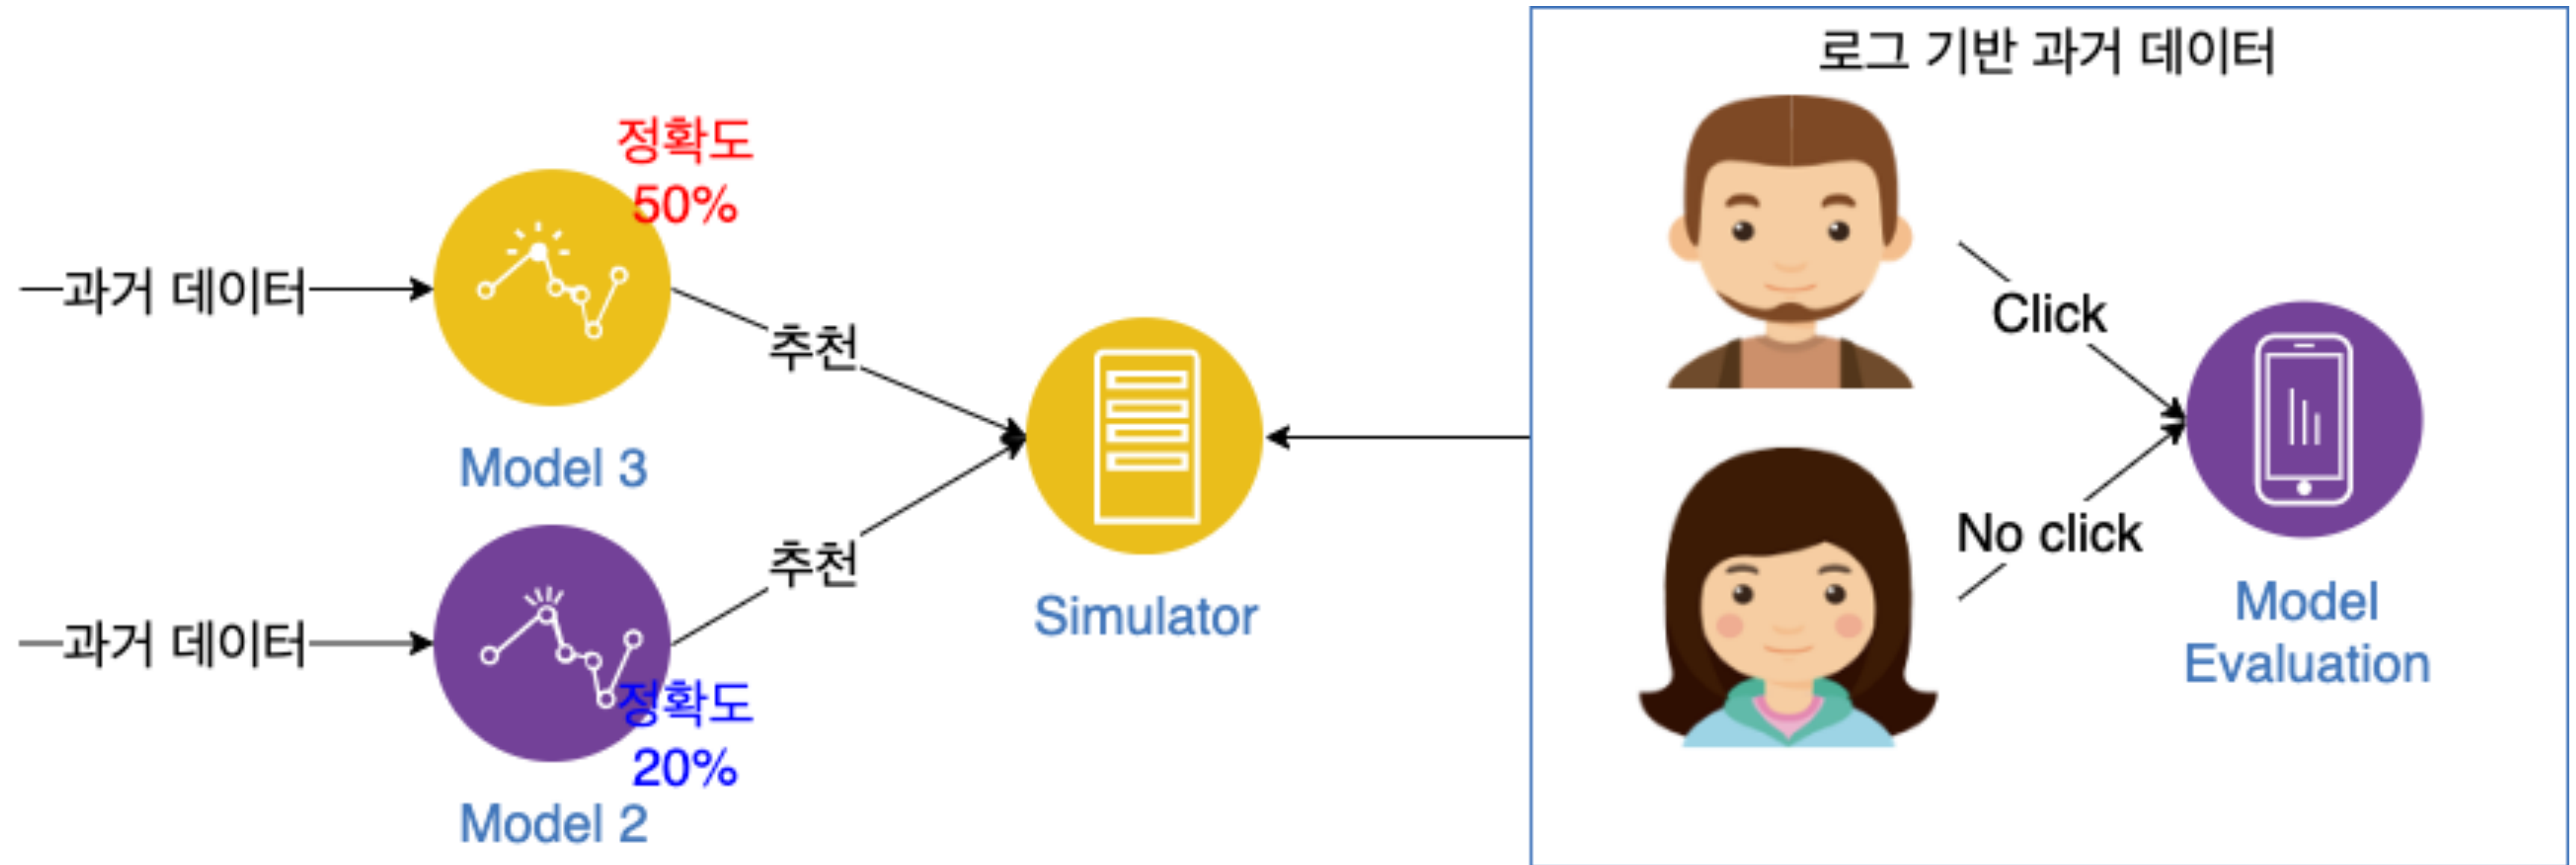 로그 기반 과거 데이터
정확도
50%
과거 데이터
추천
Click
Model 3
Simulator
추천
No click
과거 데이터
정확도
20%
Model 2
Model
Evaluation